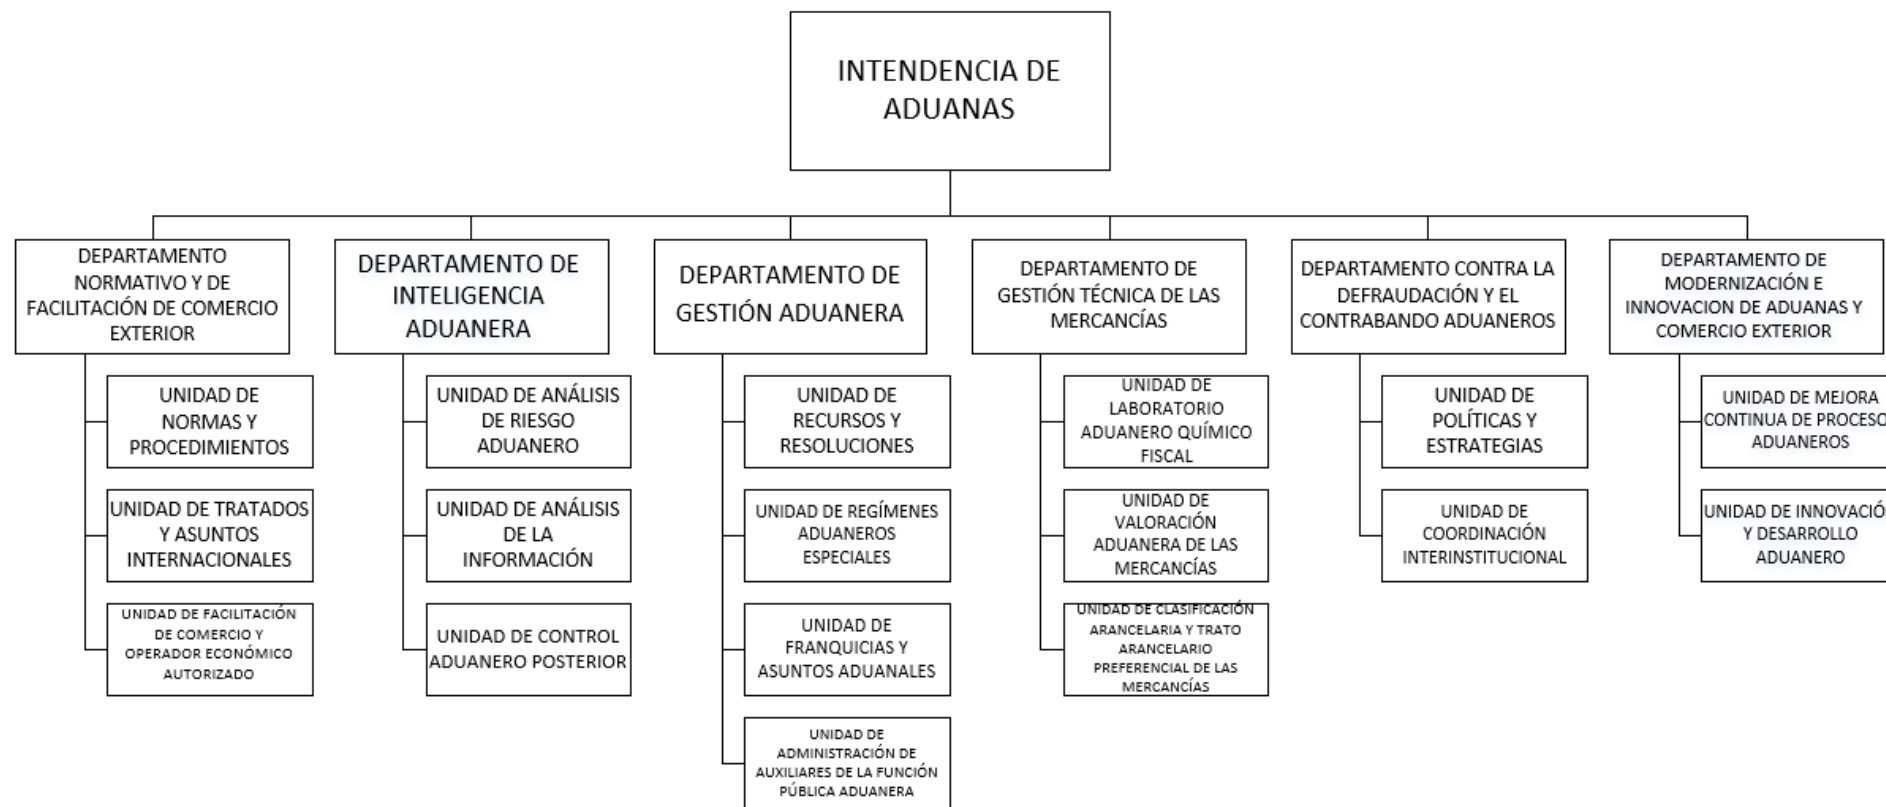 INTENDENCIA DE
ADUANAS
DEPARTAMENTO
NORMATIVO Y DE
FACILITACIÓN DE COMERCIO
EXTERIOR
UNIDAD DE
NORMAS Y
PROCEDIMIENTOS
UNIDAD DE TRATADOS
Y ASUNTOS
INTERNACIONALES
UNIDAD DE FACILITACIÓN
DE COMERCIO Y
OPERADOR ECONÓMICO
AUTORIZADO
DEPARTAMENTO DE
INTELIGENCIA
ADUANERA
UNIDAD DE ANÁLISIS
DE RIESGO
ADUANERO
UNIDAD DE ANÁLISIS
DE LA
INFORMACIÓN
UNIDAD DE CONTROL
ADUANERO POSTERIOR
DEPARTAMENTO DE
GESTIÓN ADUANERA
UNIDAD DE
RECURSOS Y
RESOLUCIONES
UNIDAD DE REGÍMENES
ADUANEROS
ESPECIALES
UNIDAD DE
FRANQUICIAS Y
ASUNTOS ADUANALES
UNIDAD DE
ADMINISTRACIÓN DE
AUXILIARES DE LA FUNCIÓN
PÚBLICA ADUANERA
DEPARTAMENTO DE
GESTIÓN TÉCNICA DE LAS
MERCANCÍAS
UNIDAD DE
LABORATORIO
ADUANERO QUÍMICO
FISCAL
UNIDAD DE
VALORACIÓN
ADUANERA DE LAS
MERCANCÍAS
UNIDAD DE CLASIFICACIÓN
ARANCELARIA Y TRATO
ARANCELARIO
PREFERENCIAL DE LAS
MERCANCÍAS
DEPARTAMENTO CONTRA LA
DEFRAUDACIÓN Y EL
CONTRABANDO ADUANEROS
UNIDAD DE
POLÍTICAS Y
ESTRATEGIAS
UNIDAD DE
COORDINACIÓN
INTERINSTITUCIONAL
DEPARTAMENTO DE
MODERNIZACIÓN E
INNOVACION DE ADUANAS Y
COMERCIO EXTERIOR
UNIDAD DE MEJORA
CONTINUA DE PROCESO
ADUANEROS
UNIDAD DE INNOVACIÓ
Y DESARROLLO
ADUANERO